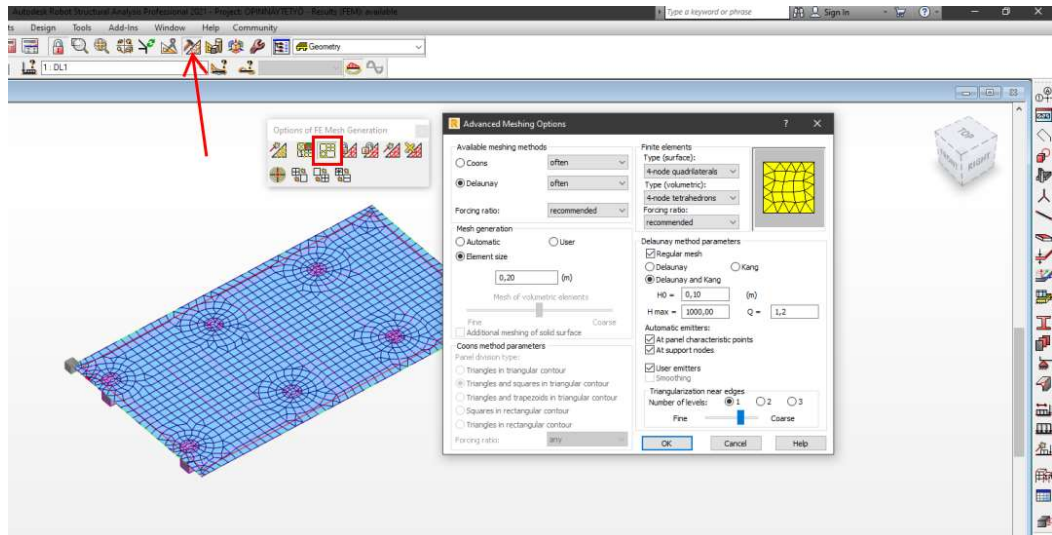 Autodesk Robot Structural Analysis Professional 2021 - Project: OPINNÄYTETYÖ - Results (FEM): available
Type a keyword or phrase
Sign In
ts Design Tools Add-Ins Window Help Community
Geometry
1 : DL1
TOP
FRONT
RIGHT
Options of FE Mesh Generation
Advanced Meshing Options
? X
Available meshing methods
Coons
often
Delaunay
often
Forcing ratio:
recommended
Mesh generation
Automatic
User
Element size
0,20
(m)
Mesh of volumetric elements
Fine
Coarse
Additional meshing of solid surface
Coons method parameters
Panel division type:
Triangles in triangular contour
Triangles and squares in triangular contour
Triangles and trapezoids in triangular contour
Squares in rectangular contour
Triangles in rectangular contour
Forcing ratio:
any
Finite elements
Type (surface):
4-node quadrilaterals
Type (volumetric):
4-node tetrahedrons
Forcing ratio:
recommended
Delaunay method parameters
Regular mesh
Delaunay
Kang
Delaunay and Kang
H0 = 0,10 (m)
H max = 1000,00 Q = 1,2
Automatic emitters:
At panel characteristic points
At support nodes
User emitters
Smoothing
Triangularization near edges
Number of levels: 1 2 3
Fine
Coarse
OK Cancel Help